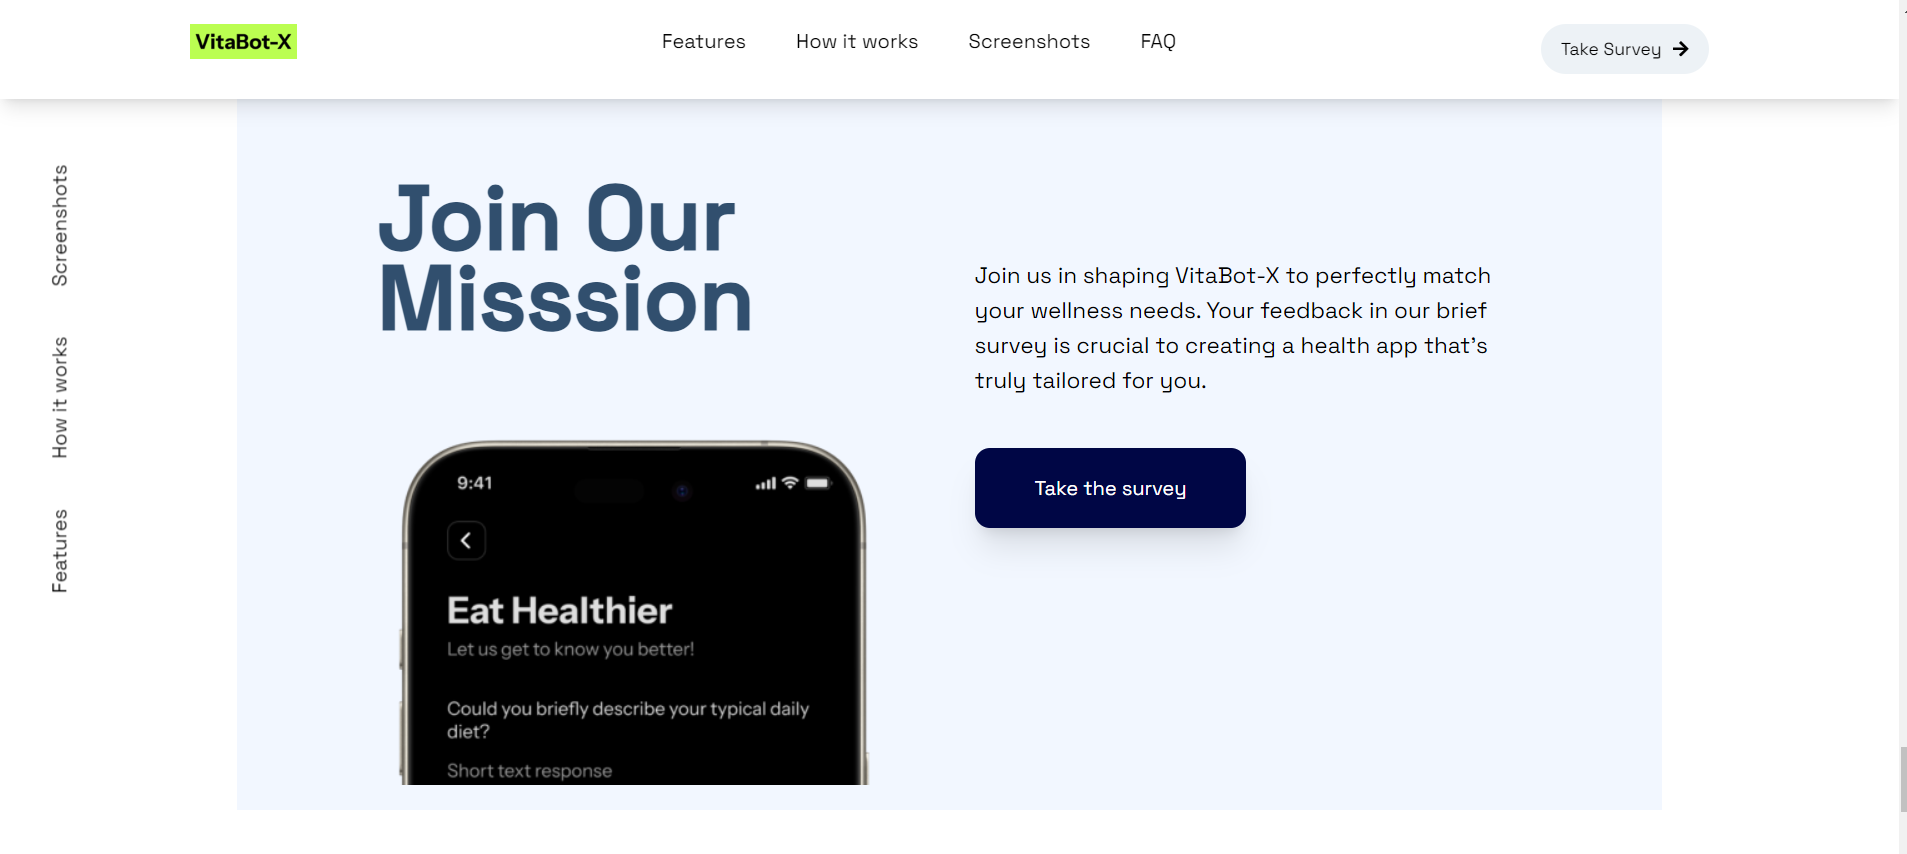 VitaBot-X
Features
How it works
Screenshots
FAQ
Take Survey
Screenshots
How it works
Features
Join Our
Misssion
Join us in shaping VitaBot-X to perfectly match
your wellness needs. Your feedback in our brief
survey is crucial to creating a health app that's
truly tailored for you.
Take the survey
9:41
Eat Healthier
Let us get to know you better!
Could you briefly describe your typical daily
diet?
Short text response